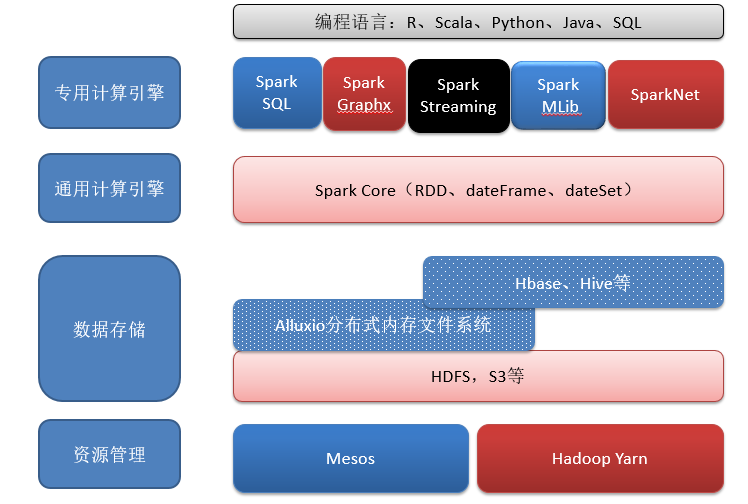 编程语言：R、Scala、Python、Java、SQL
专用计算引擎
Spark
SQL
Spark
Graphx
Spark
Streaming
Spark
MLib
SparkNet
通用计算引擎
Spark Core（RDD、dateFrame、dateSet）
数据存储
Hbase、Hive等
Alluxio分布式内存文件系统
HDFS，S3等
资源管理
Mesos
Hadoop Yarn